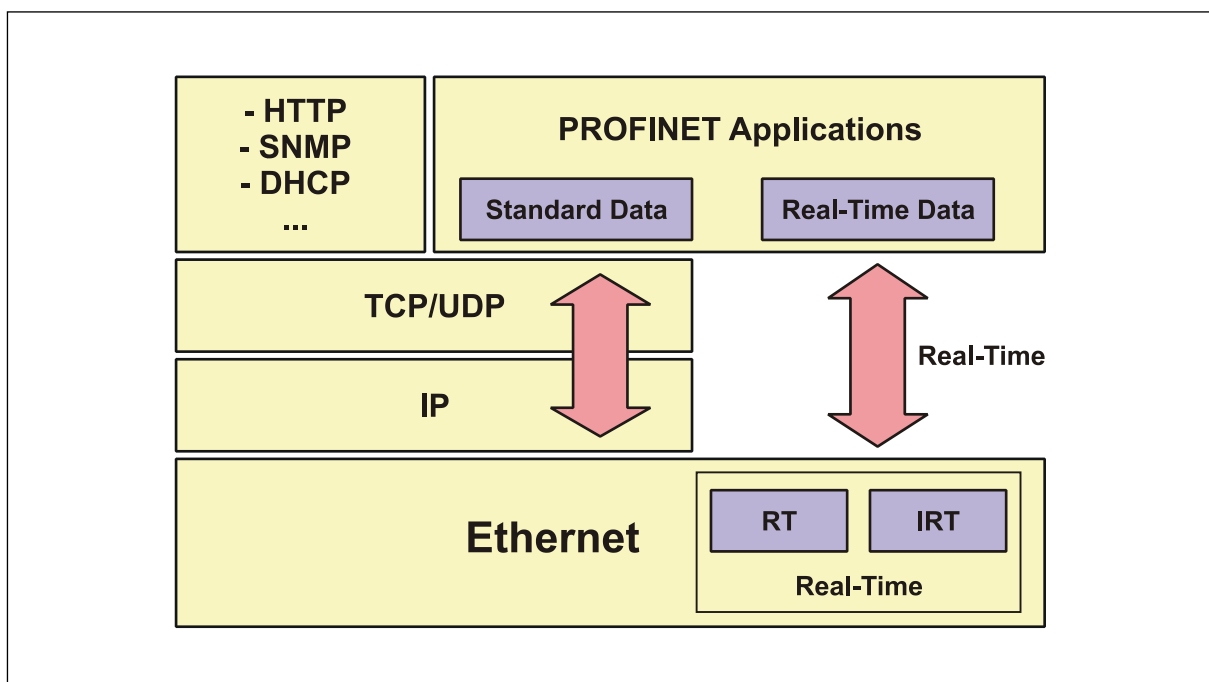 - HTTP
- SNMP
- DHCP
...
PROFINET Applications
Standard Data
Real-Time Data
TCP/UDP
Real-Time
IP
Ethernet
RT
IRT
Real-Time